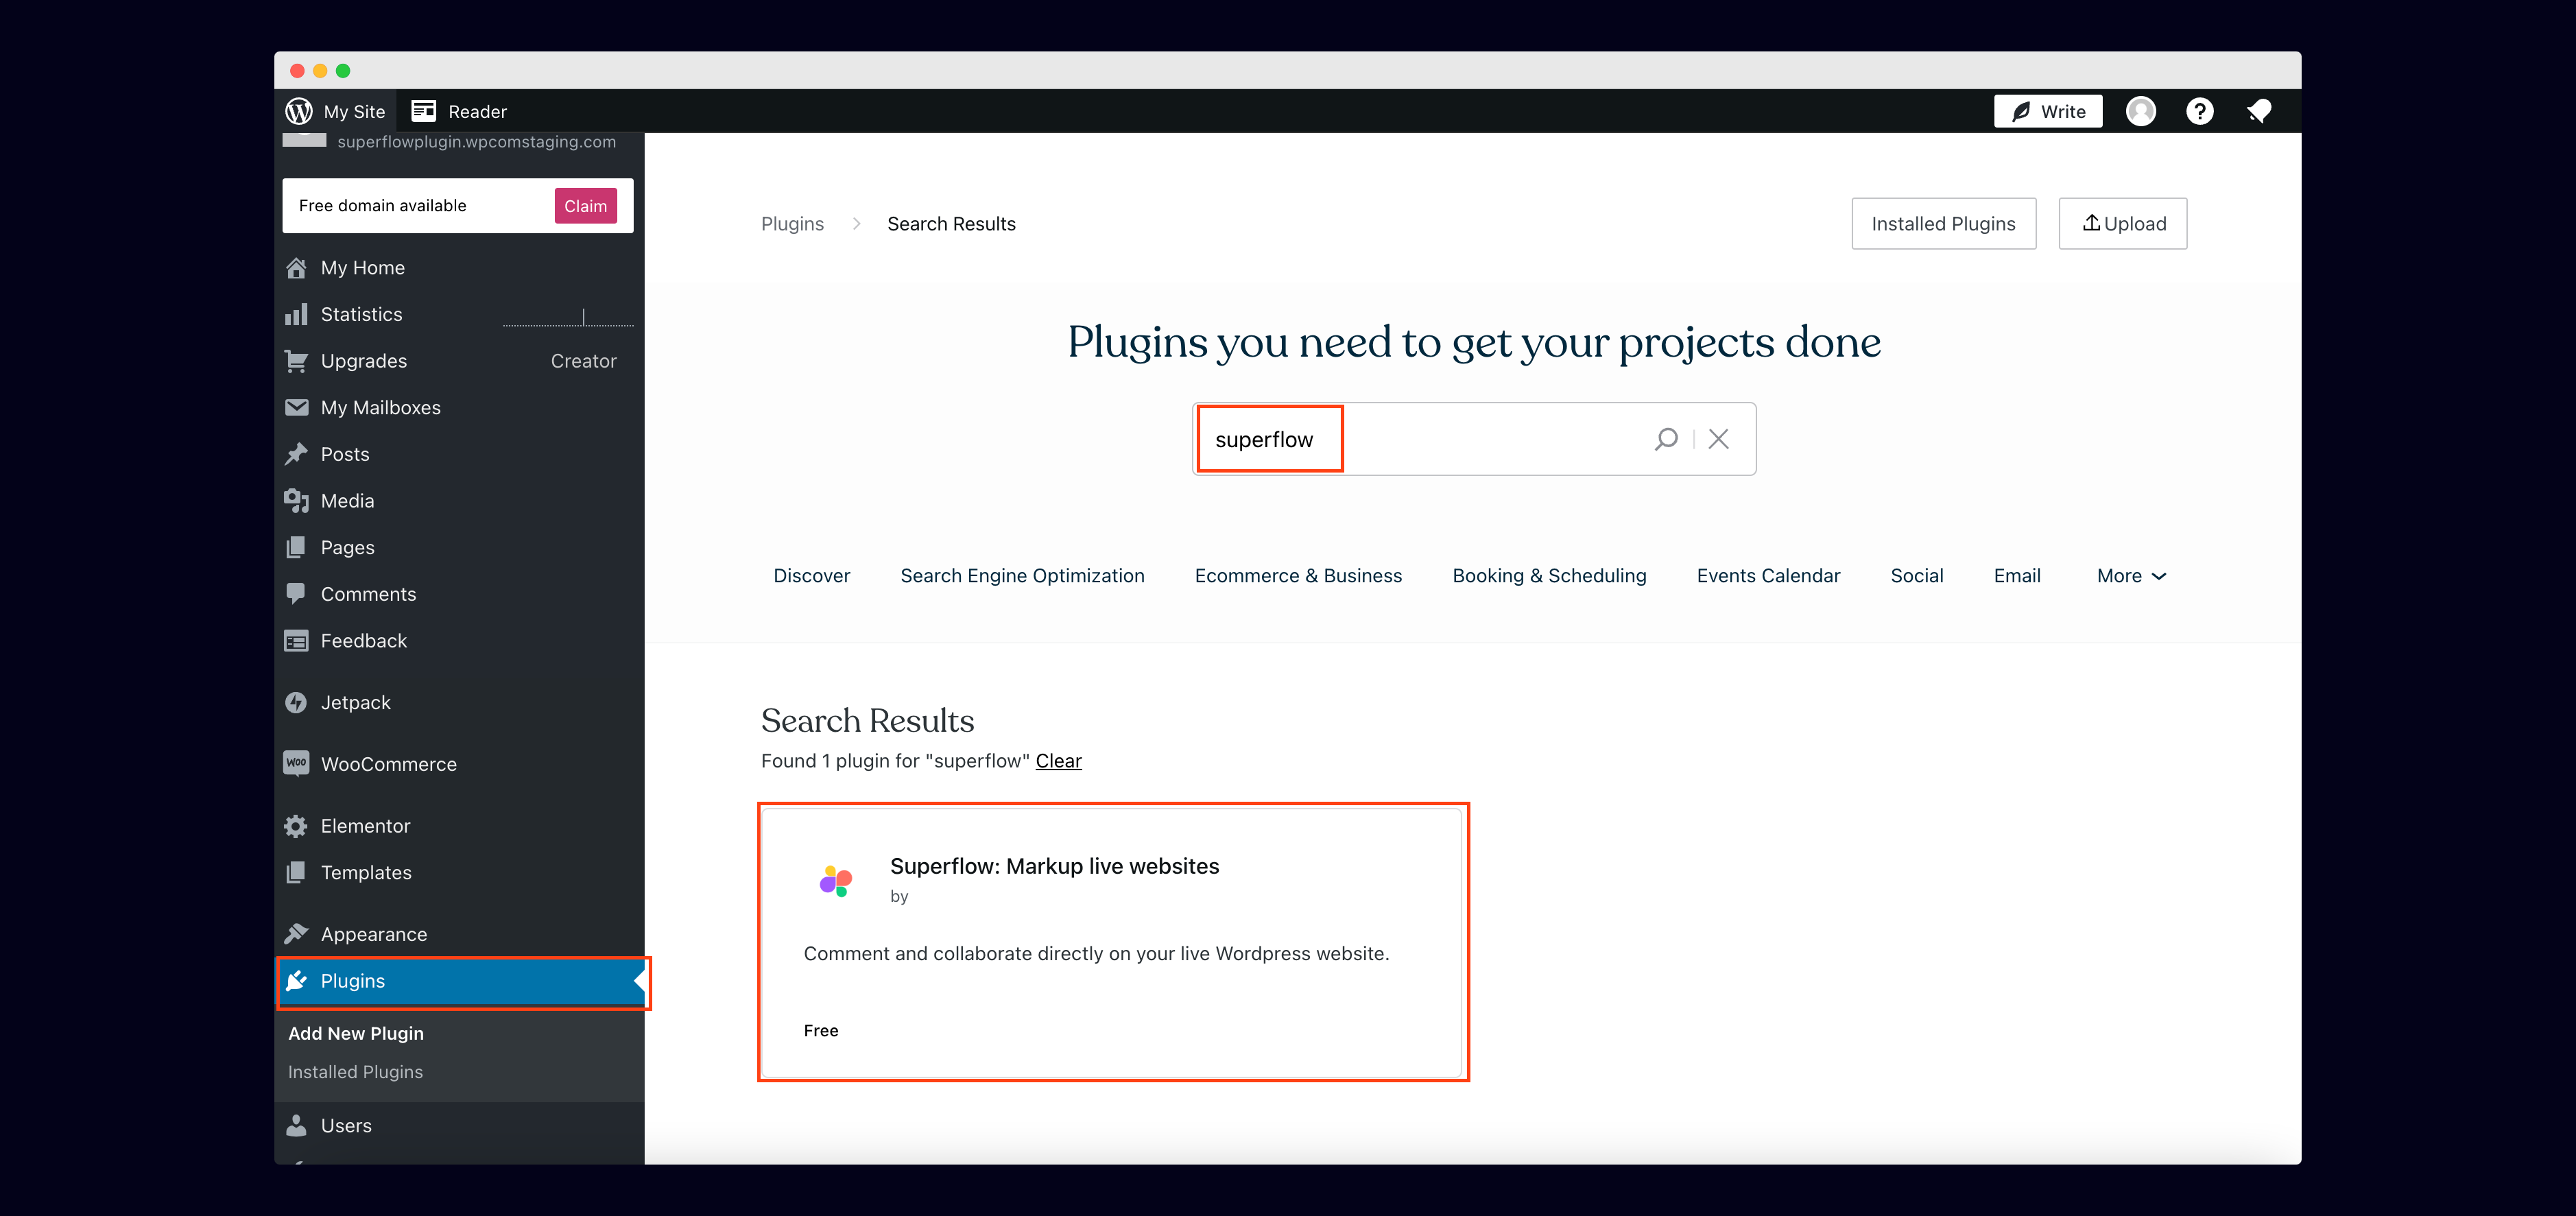 My Site
Reader
Write
superflowplugin.wpcomstaging.com
Free domain available
Claim
My Home
Statistics
Upgrades
Creator
My Mailboxes
Posts
Media
Pages
Comments
Feedback
Jetpack
WooCommerce
Elementor
Templates
Appearance
Plugins
Add New Plugin
Installed Plugins
Users
Plugins
Search Results
Installed Plugins
Upload
Plugins you need to get your projects done
superflow
Discover
Search Engine Optimization
Ecommerce & Business
Booking & Scheduling
Events Calendar
Social
Email
More
Search Results
Found 1 plugin for "superflow" Clear
Superflow: Markup live websites
by
Comment and collaborate directly on your live Wordpress website.
Free